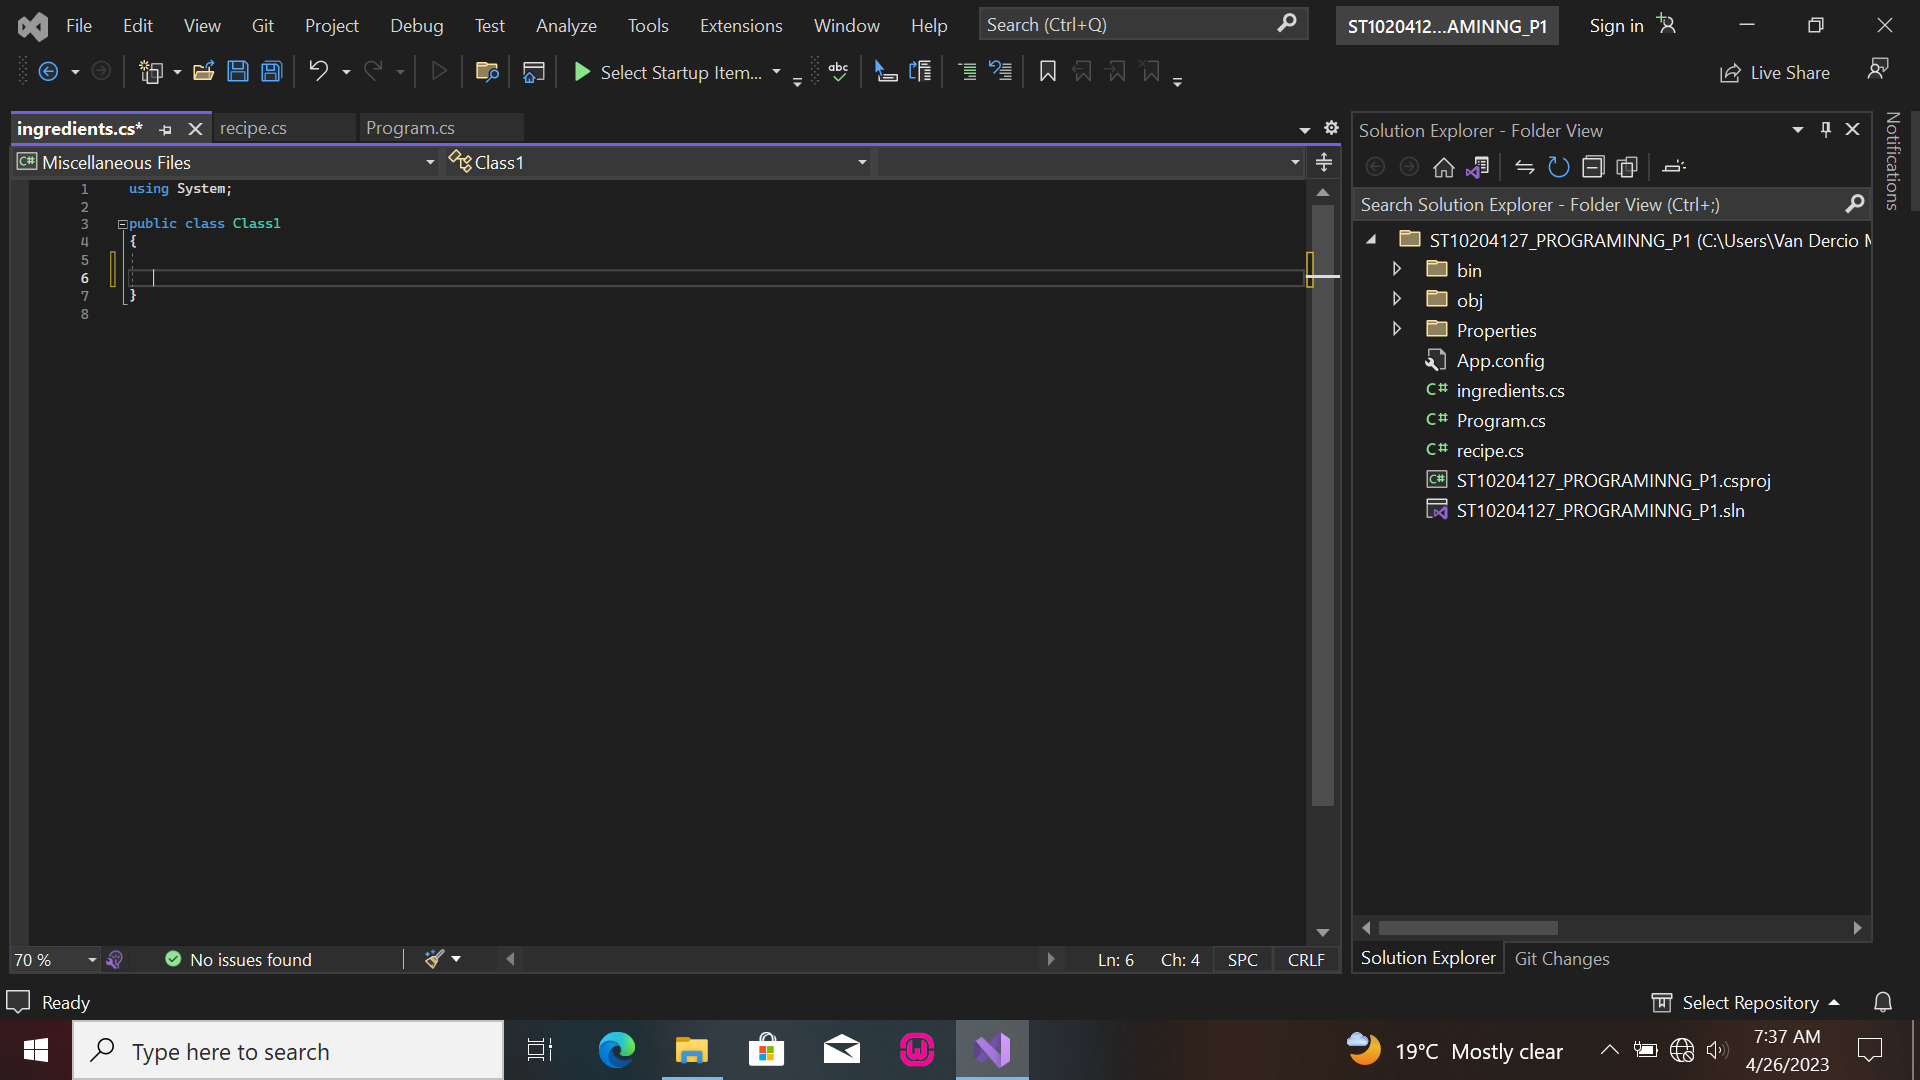 File Edit View Git Project Debug Test Analyze Tools Extensions Window Help Search (Ctrl+Q) ST1020412...AMINNG_P1 Sign in
Select Startup Item... abc Live Share
ingredients.cs* recipe.cs Program.cs
C# Miscellaneous Files Class1
1 using System;
2
3 public class Class1
4 {
5
6
7 }
8
70 % No issues found Ln: 6 Ch: 4 SPC CRLF
Solution Explorer - Folder View
Search Solution Explorer - Folder View (Ctrl+;)
ST10204127_PROGRAMINNG_P1 (C:\Users\Van Dercio M
bin
obj
Properties
App.config
C# ingredients.cs
C# Program.cs
C# recipe.cs
C# ST10204127_PROGRAMINNG_P1.csproj
ST10204127_PROGRAMINNG_P1.sln
Solution Explorer Git Changes
Notifications
Ready Select Repository
Type here to search 19°C Mostly clear 7:37 AM
4/26/2023